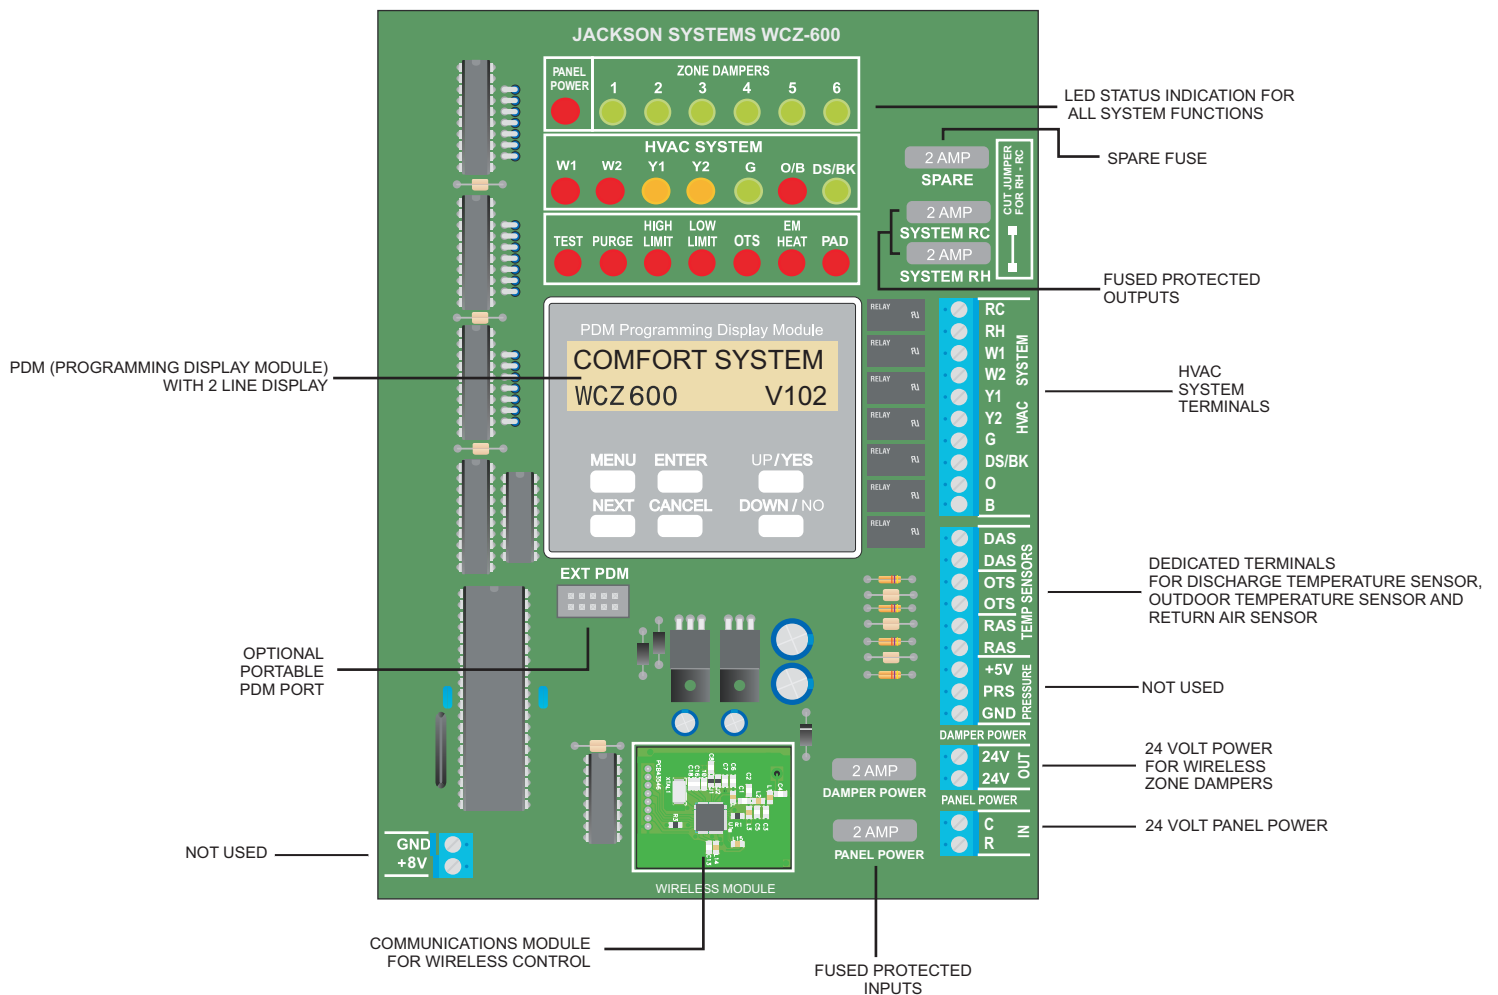 JACKSON SYSTEMS WCZ-600
PANEL
POWER
ZONE DAMPERS
1 2 3 4 5 6
HVAC SYSTEM
W1 W2 Y1 Y2 G O/B DS/BK
TEST PURGE HIGH LIMIT LOW LIMIT OTS EM HEAT PAD
2 AMP
SPARE
2 AMP
SYSTEM RC
2 AMP
SYSTEM RH
CUT JUMPER
FOR RH - RC
LED STATUS INDICATION FOR
ALL SYSTEM FUNCTIONS
SPARE FUSE
FUSED PROTECTED
OUTPUTS
PDM (PROGRAMMING DISPLAY MODULE)
WITH 2 LINE DISPLAY
PDM Programming Display Module
COMFORT SYSTEM
WCZ 600 V102
MENU ENTER UP/YES
NEXT CANCEL DOWN / NO
RELAY
RELAY
RELAY
RELAY
RELAY
RELAY
RELAY
RC
RH
W1
W2
Y1
Y2
G
DS/BK
O
B
HVAC SYSTEM
HVAC
SYSTEM
TERMINALS
DAS
DAS
OTS
OTS
RAS
RAS
TEMP SENSORS
DEDICATED TERMINALS
FOR DISCHARGE TEMPERATURE SENSOR,
OUTDOOR TEMPERATURE SENSOR AND
RETURN AIR SENSOR
+5V
PRS
GND
PRESSURE
NOT USED
DAMPER POWER
24V
24V
OUT
24 VOLT POWER
FOR WIRELESS
ZONE DAMPERS
PANEL POWER
C
R
IN
24 VOLT PANEL POWER
EXT PDM
OPTIONAL
PORTABLE
PDM PORT
2 AMP
DAMPER POWER
2 AMP
PANEL POWER
GND
+8V
NOT USED
WIRELESS MODULE
COMMUNICATIONS MODULE
FOR WIRELESS CONTROL
FUSED PROTECTED
INPUTS